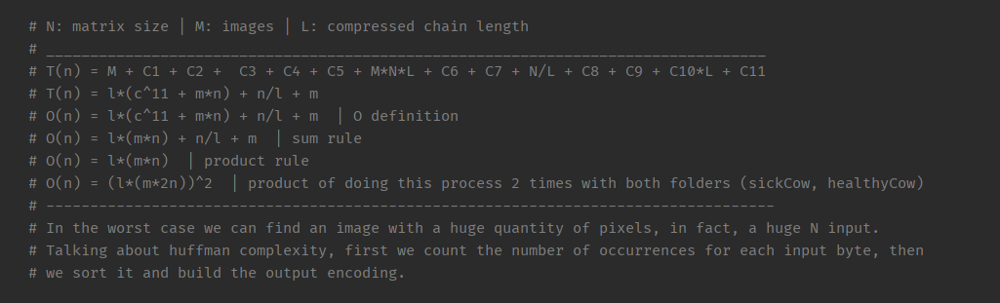 # N: matrix size | M: images | L: compressed chain length
# _________________________________________________________________________________
# T(n) = M + C1 + C2 +  C3 + C4 + C5 + M*N*L + C6 + C7 + N/L + C8 + C9 + C10*L + C11
# T(n) = l*(c^11 + m*n) + n/l + m
# O(n) = l*(c^11 + m*n) + n/l + m  | O definition
# O(n) = l*(m*n) + n/l + m  | sum rule
# O(n) = l*(m*n)  | product rule
# O(n) = (l*(m*2n))^2  | product of doing this process 2 times with both folders (sickCow, healthyCow)
# ----------------------------------------------------------------------------------
# In the worst case we can find an image with a huge quantity of pixels, in fact, a huge N input.
# Talking about huffman complexity, first we count the number of occurrences for each input byte, then
# we sort it and build the output encoding.